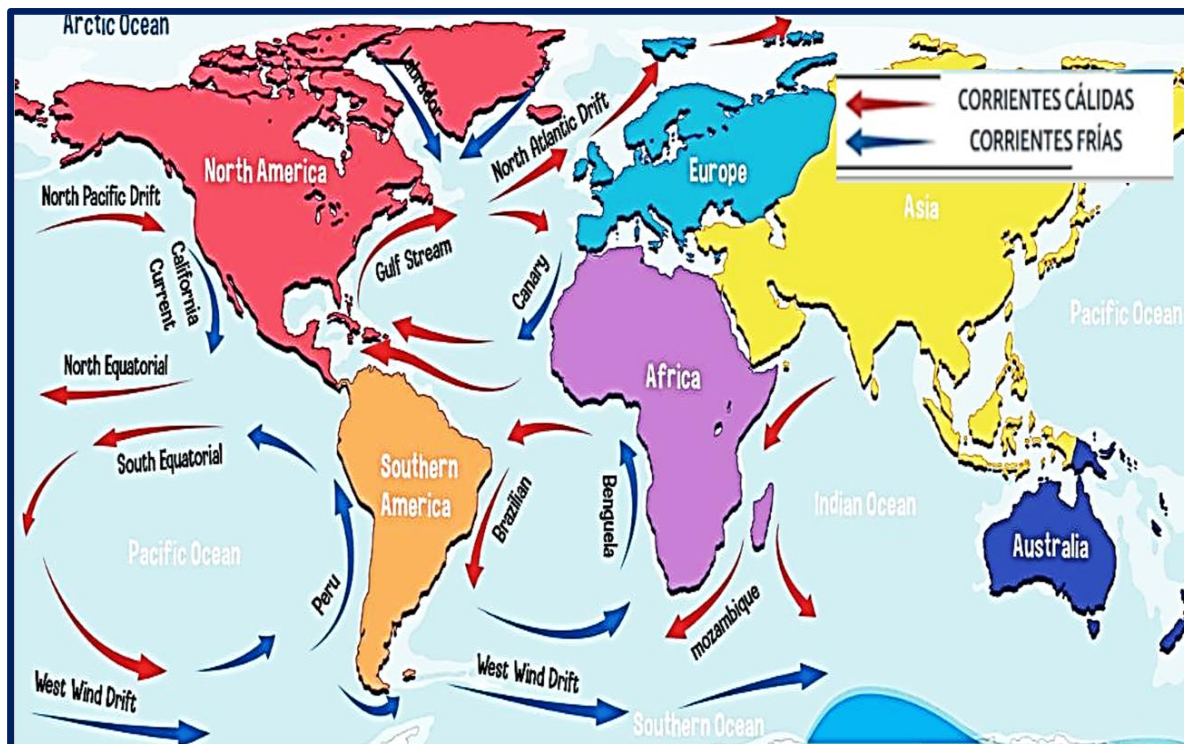 Arctic Ocean
Labrador
North Atlantic Drift
CORRIENTES CÁLIDAS
CORRIENTES FRÍAS
North America
Europe
Asia
North Pacific Drift
Gulf Stream
California
Current
Canary
Pacific Ocean
North Equatorial
Africa
South Equatorial
Southern
America
Brazilian
Benguela
Indian Ocean
Pacific Ocean
Australia
Peru
mozambique
West Wind Drift
West Wind Drift
Southern Ocean